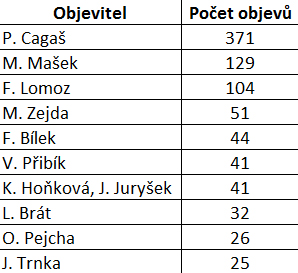 Objevitel Počet objevů
P. Cagaš 371
M. Mašek 129
F. Lomoz 104
M. Zejda 51
F. Bílek 44
V. Přibík 41
K. Hoňková, J. Juryšek 41
L. Brát 32
O. Pejcha 26
J. Trnka 25